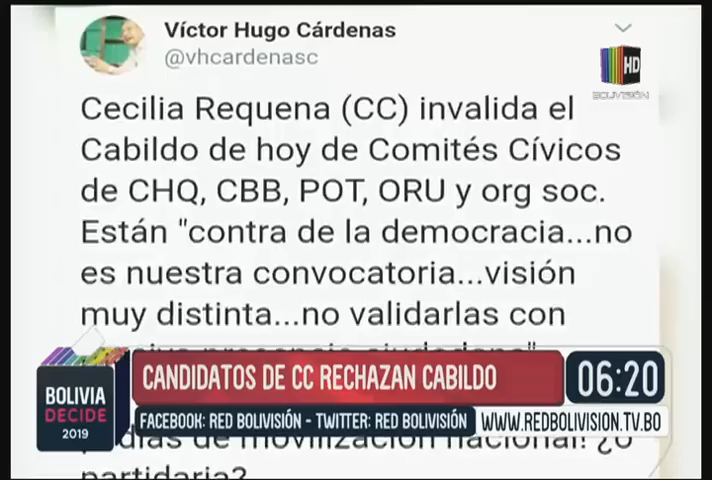 Víctor Hugo Cárdenas
@vhcardenasc
HD
BOLIVISIÓN
Cecilia Requena (CC) invalida el
Cabildo de hoy de Comités Cívicos
de CHQ, CBB, POT, ORU y org soc.
Están "contra de la democracia...no
es nuestra convocatoria...visión
muy distinta...no validarlas con
CANDIDATOS DE CC RECHAZAN CABILDO
06:20
BOLIVIA
DECIDE
2019
FACEBOOK: RED BOLIVISIÓN - TWITTER: RED BOLIVISIÓN
WWW.REDBOLIVISION.TV.BO
días de movilización nacional! ¿o
partidaria?